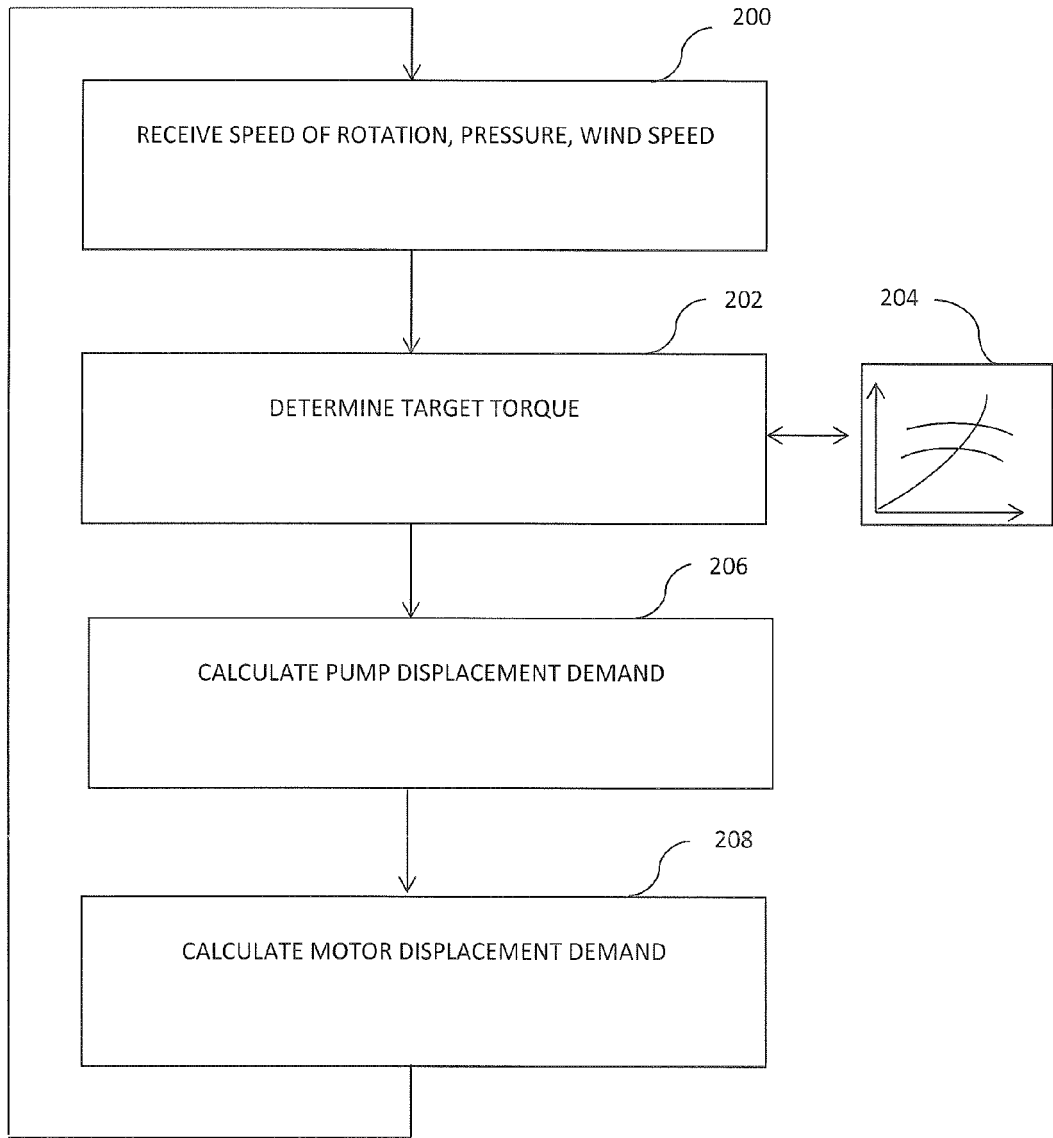 200
RECEIVE SPEED OF ROTATION, PRESSURE, WIND SPEED
202
204
DETERMINE TARGET TORQUE
206
CALCULATE PUMP DISPLACEMENT DEMAND
208
CALCULATE MOTOR DISPLACEMENT DEMAND